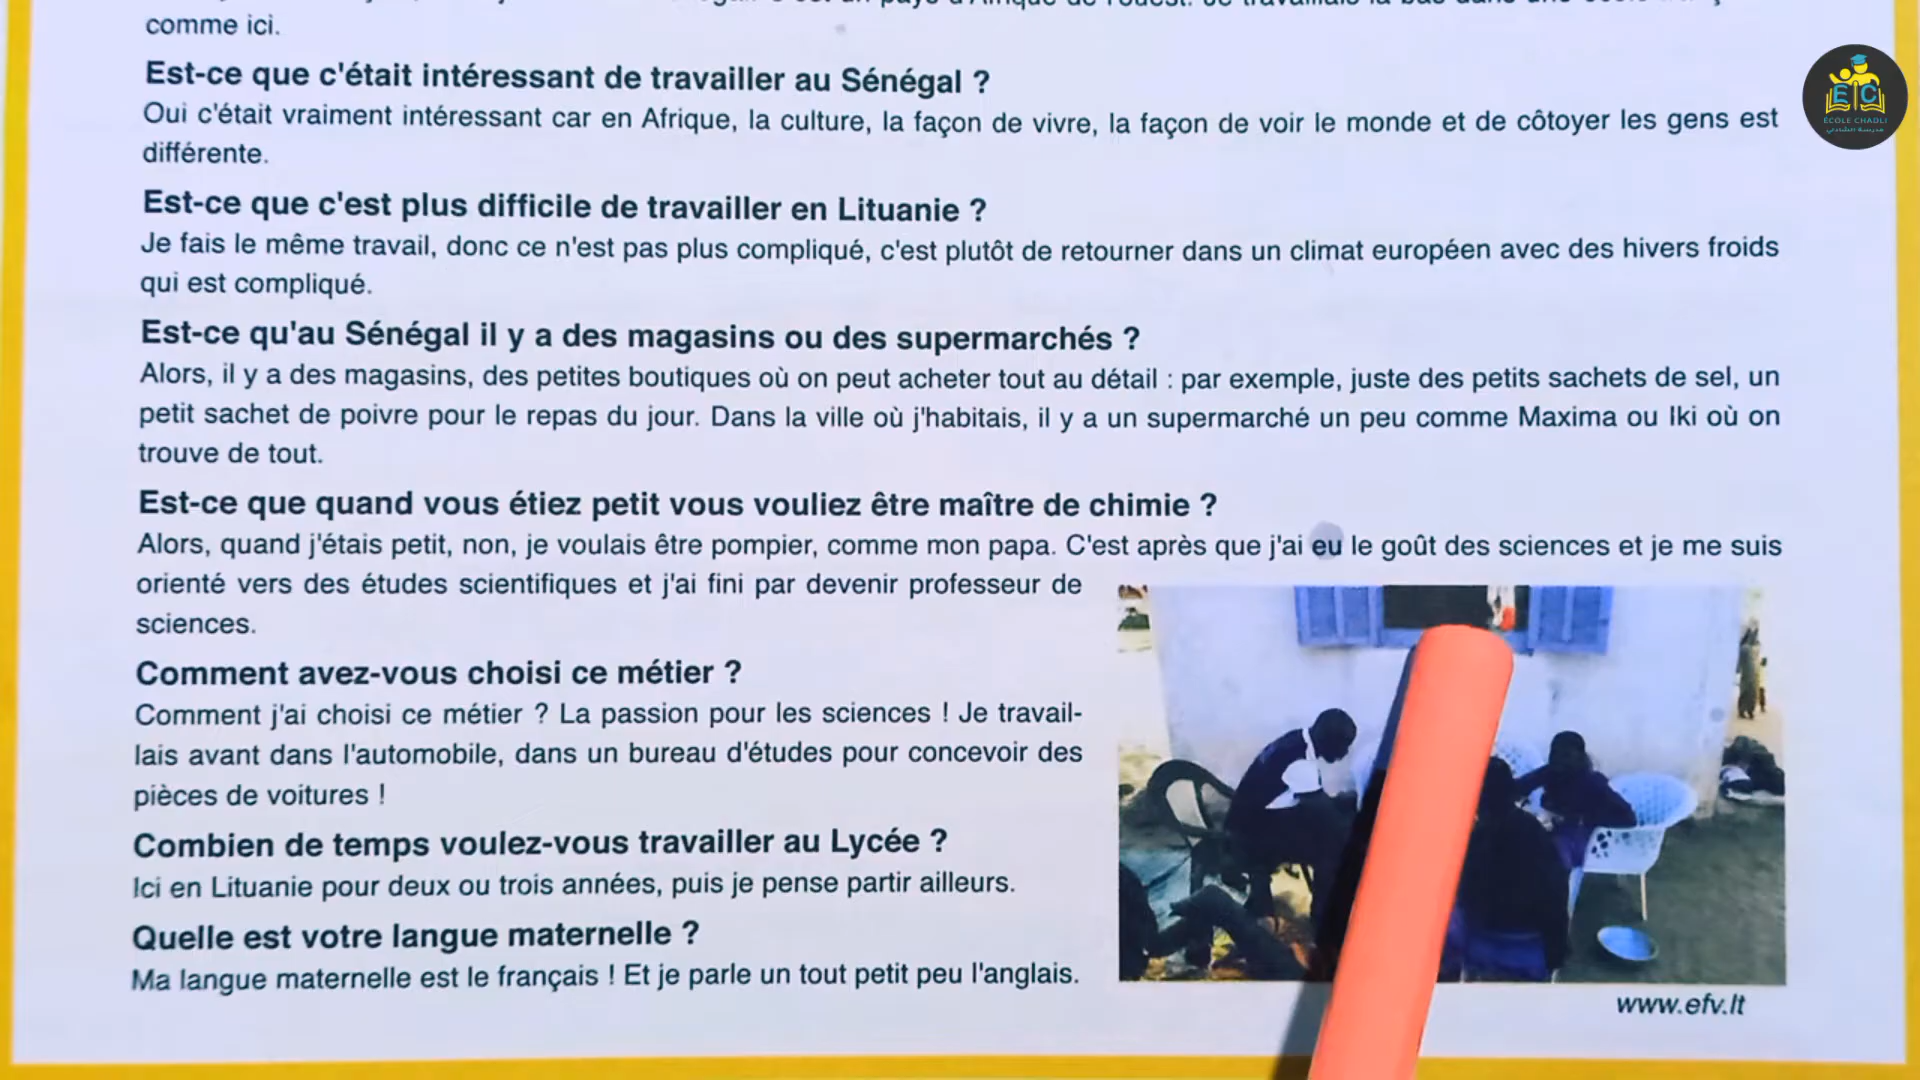 comme ici.
Est-ce que c'était intéressant de travailler au Sénégal ?
Oui c'était vraiment intéressant car en Afrique, la culture, la façon de vivre, la façon de voir le monde et de côtoyer les gens est
différente.
Est-ce que c'est plus difficile de travailler en Lituanie ?
Je fais le même travail, donc ce n'est pas plus compliqué, c'est plutôt de retourner dans un climat européen avec des hivers froids
qui est compliqué.
Est-ce qu'au Sénégal il y a des magasins ou des supermarchés ?
Alors, il y a des magasins, des petites boutiques où on peut acheter tout au détail : par exemple, juste des petits sachets de sel, un
petit sachet de poivre pour le repas du jour. Dans la ville où j'habitais, il y a un supermarché un peu comme Maxima ou Iki où on
trouve de tout.
Est-ce que quand vous étiez petit vous vouliez être maître de chimie ?
Alors, quand j'étais petit, non, je voulais être pompier, comme mon papa. C'est après que j'ai eu le goût des sciences et je me suis
orienté vers des études scientifiques et j'ai fini par devenir professeur de
sciences.
Comment avez-vous choisi ce métier ?
Comment j'ai choisi ce métier ? La passion pour les sciences ! Je travail-
lais avant dans l'automobile, dans un bureau d'études pour concevoir des
pièces de voitures !
Combien de temps voulez-vous travailler au Lycée ?
Ici en Lituanie pour deux ou trois années, puis je pense partir ailleurs.
Quelle est votre langue maternelle ?
Ma langue maternelle est le français ! Et je parle un tout petit peu l'anglais.
www.efv.lt
EC
ÉCOLE CHADLI
مدرسة الشاذلي